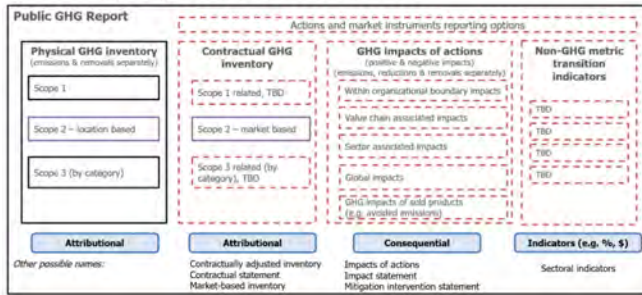 Public GHG Report
Actions and market instruments reporting options
Physical GHG inventory
(emissions & removals separately)
Scope 1
Scope 2 – location based
Scope 3 (by category)
Attributional
Contractual GHG
inventory
Scope 1 related, TBD
Scope 2 – market based
Scope 3 related (by
category), TBD
Attributional
GHG impacts of actions
(positive & negative impacts)
(emissions, reductions & removals separately)
Within organisational boundary impacts
Value chain associated impacts
Sector associated impacts
Global impacts
GHG impacts of sold products
(e.g. avoided emissions)
Consequential
Non-GHG metric
transition
indicators
TBD
TBD
TBD
TBD
Indicators (e.g. %, $)
Other possible names:
Contractually adjusted inventory
Contractual statement
Market-based inventory
Impacts of actions
Impact statement
Mitigation intervention statement
Sectoral indicators